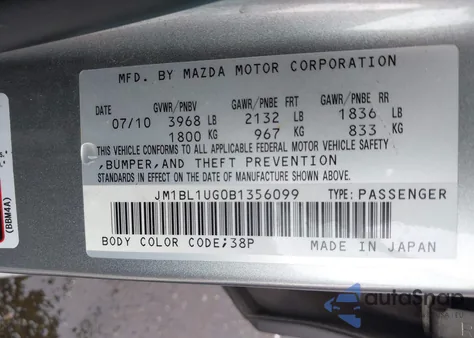 MFD. BY MAZDA MOTOR CORPORATION
DATE GVWR/PNBV GAWR/PNBE FRT GAWR/PNBE RR
07/10 3968 LB 2132 LB 1836 LB
1800 KG 967 KG 833 KG
THIS VEHICLE CONFORMS TO ALL APPLICABLE FEDERAL MOTOR VEHICLE SAFETY
,BUMPER,AND THEFT PREVENTION
STANDARDS IN EFFECT ON THE DATE OF MANUFACTURE SHOWN ABOVE.
JM1BL1UG0B1356099 TYPE:PASSENGER
BODY COLOR CODE;38P MADE IN JAPAN
(BBM4A)
autoSnap